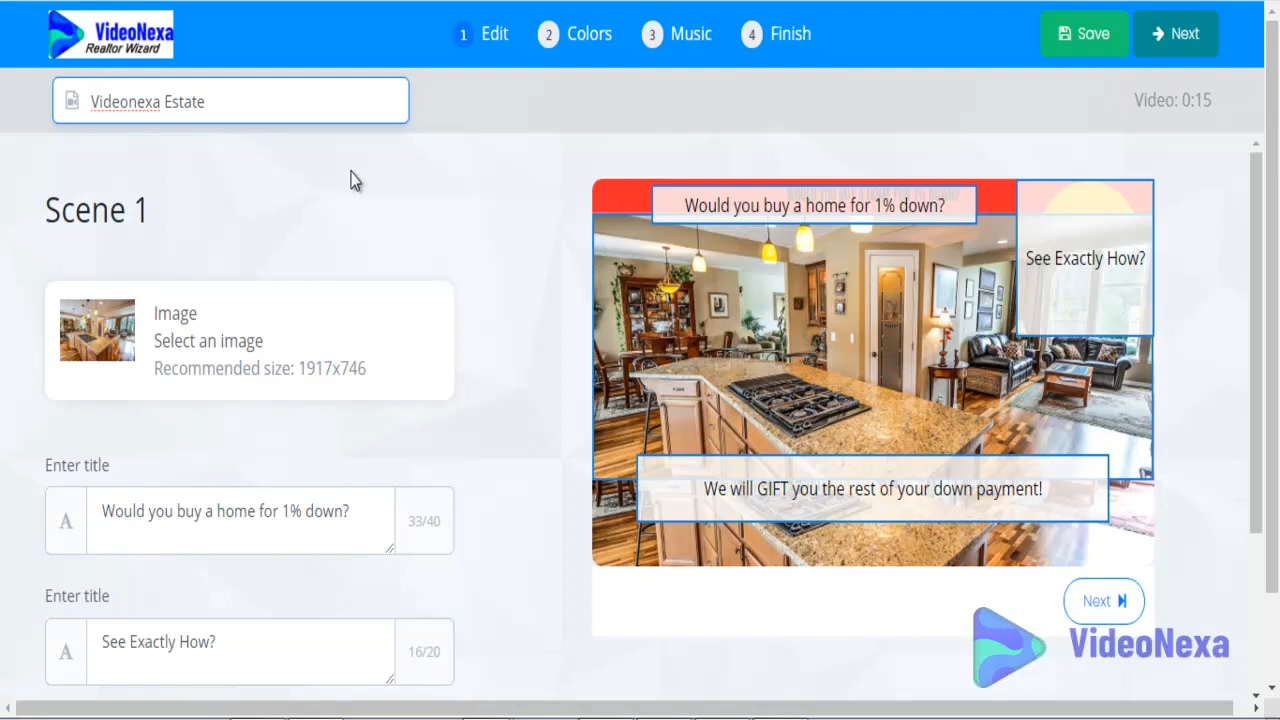 VideoNexa
Realtor Wizard
1 Edit
2 Colors
3 Music
4 Finish
Save
Next
Videonexa Estate
Video: 0:15
Scene 1
Image
Select an image
Recommended size: 1917x746
Enter title
A
Would you buy a home for 1% down?
33/40
Enter title
A
See Exactly How?
16/20
Would you buy a home for 1% down?
See Exactly How?
We will GIFT you the rest of your down payment!
Next
VideoNexa